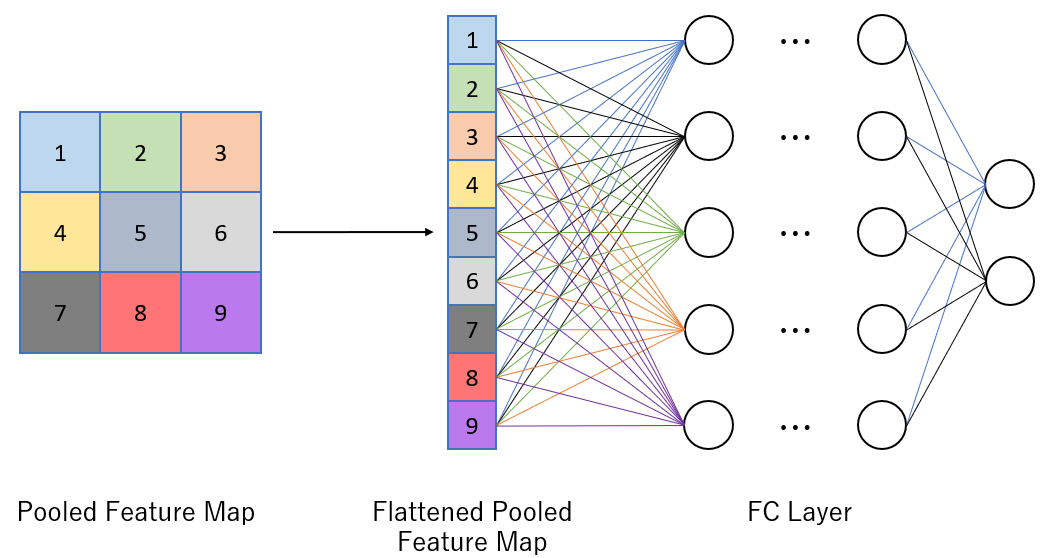 1 2 3
4 5 6
7 8 9
1
2
3
4
5
6
7
8
9
...
...
...
...
...
Pooled Feature Map
Flattened Pooled
Feature Map
FC Layer